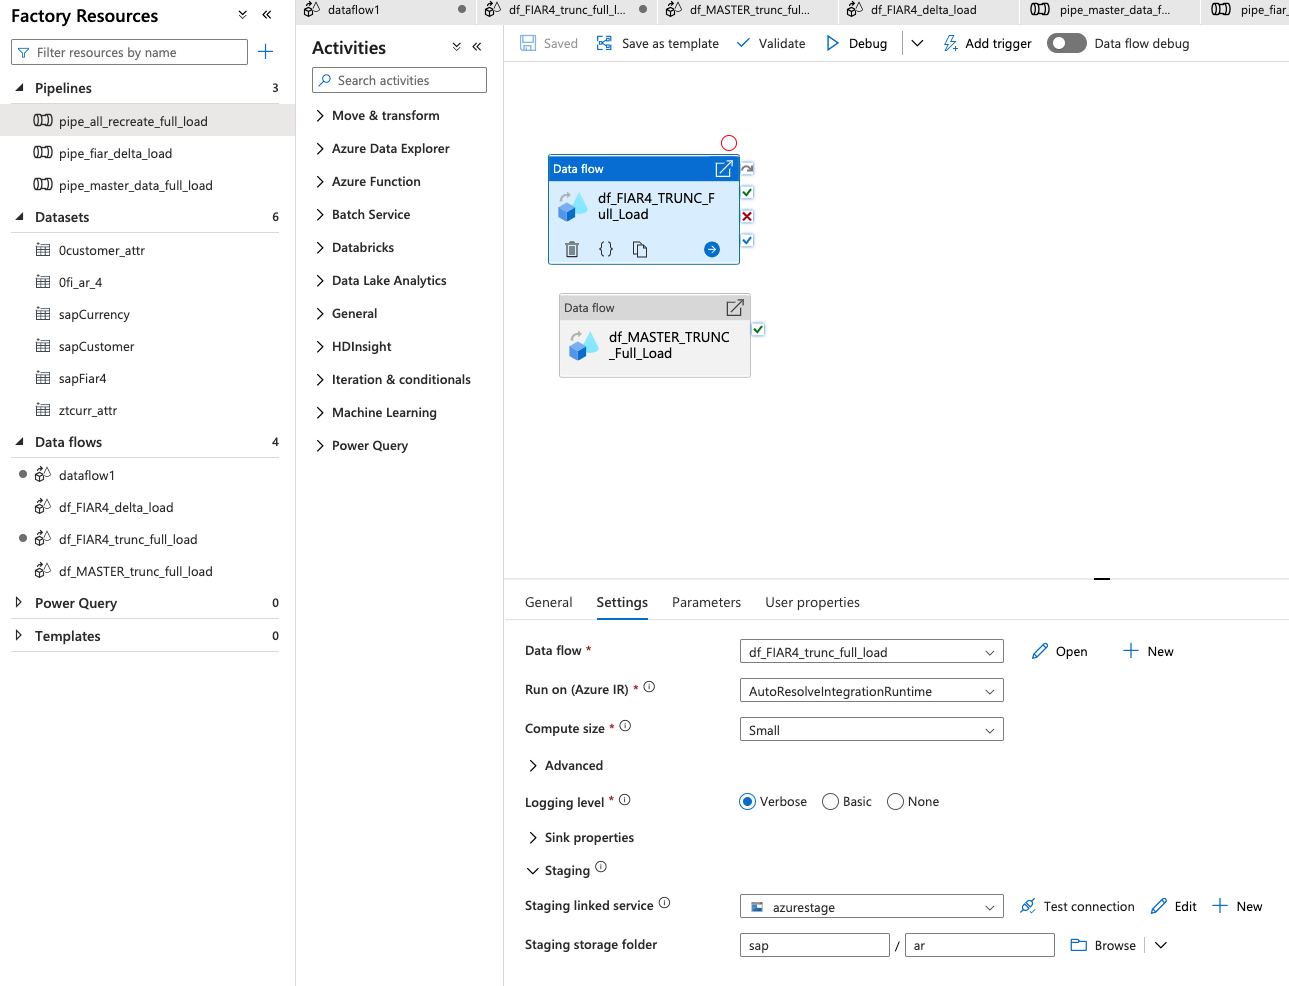 Factory Resources
Filter resources by name
Pipelines 3
pipe_all_recreate_full_load
pipe_fiar_delta_load
pipe_master_data_full_load
Datasets 6
0customer_attr
0fi_ar_4
sapCurrency
sapCustomer
sapFiar4
ztcurr_attr
Data flows 4
dataflow1
df_FIAR4_delta_load
df_FIAR4_trunc_full_load
df_MASTER_trunc_full_load
Power Query 0
Templates 0
dataflow1
df_FIAR4_trunc_full_l...
df_MASTER_trunc_fu...
df_FIAR4_delta_load
pipe_master_data_f...
pipe_fiar_
Activities
Search activities
Move & transform
Azure Data Explorer
Azure Function
Batch Service
Databricks
Data Lake Analytics
General
HDInsight
Iteration & conditionals
Machine Learning
Power Query
Saved
Save as template
Validate
Debug
Add trigger
Data flow debug
Data flow
df_FIAR4_TRUNC_F
ull_Load
Data flow
df_MASTER_TRUNC
_Full_Load
General
Settings
Parameters
User properties
Data flow *
df_FIAR4_trunc_full_load
Open
New
Run on (Azure IR) *
AutoResolveIntegrationRuntime
Compute size *
Small
Advanced
Logging level *
Verbose
Basic
None
Sink properties
Staging
Staging linked service
azurestage
Test connection
Edit
New
Staging storage folder
sap / ar
Browse